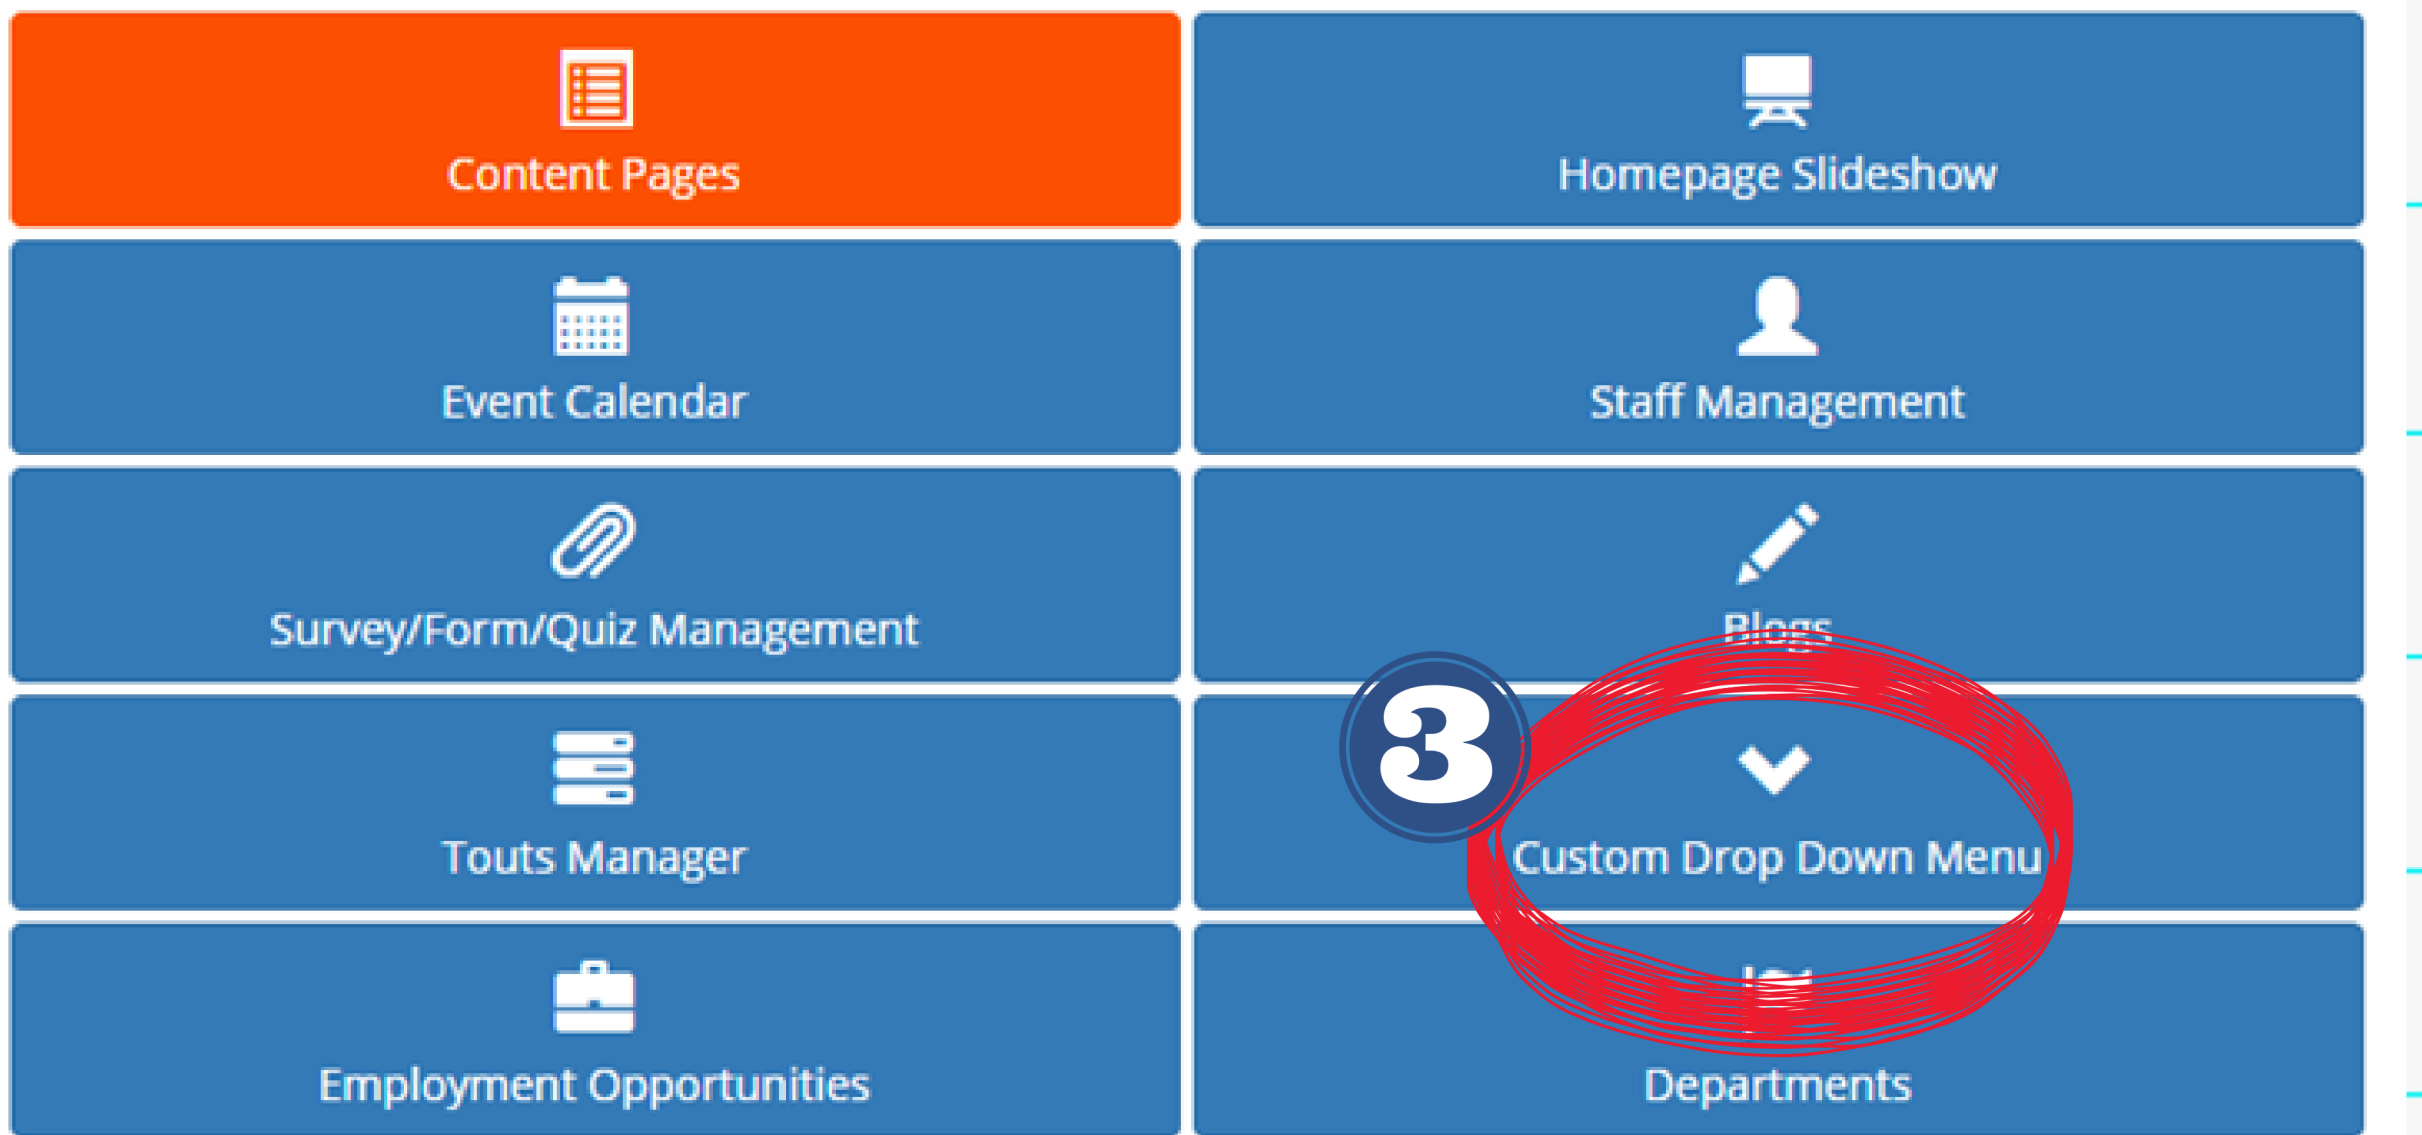 Content Pages
Homepage Slideshow
Event Calendar
Staff Management
Survey/Form/Quiz Management
Blogs
3
Touts Manager
Custom Drop Down Menu
Employment Opportunities
Departments